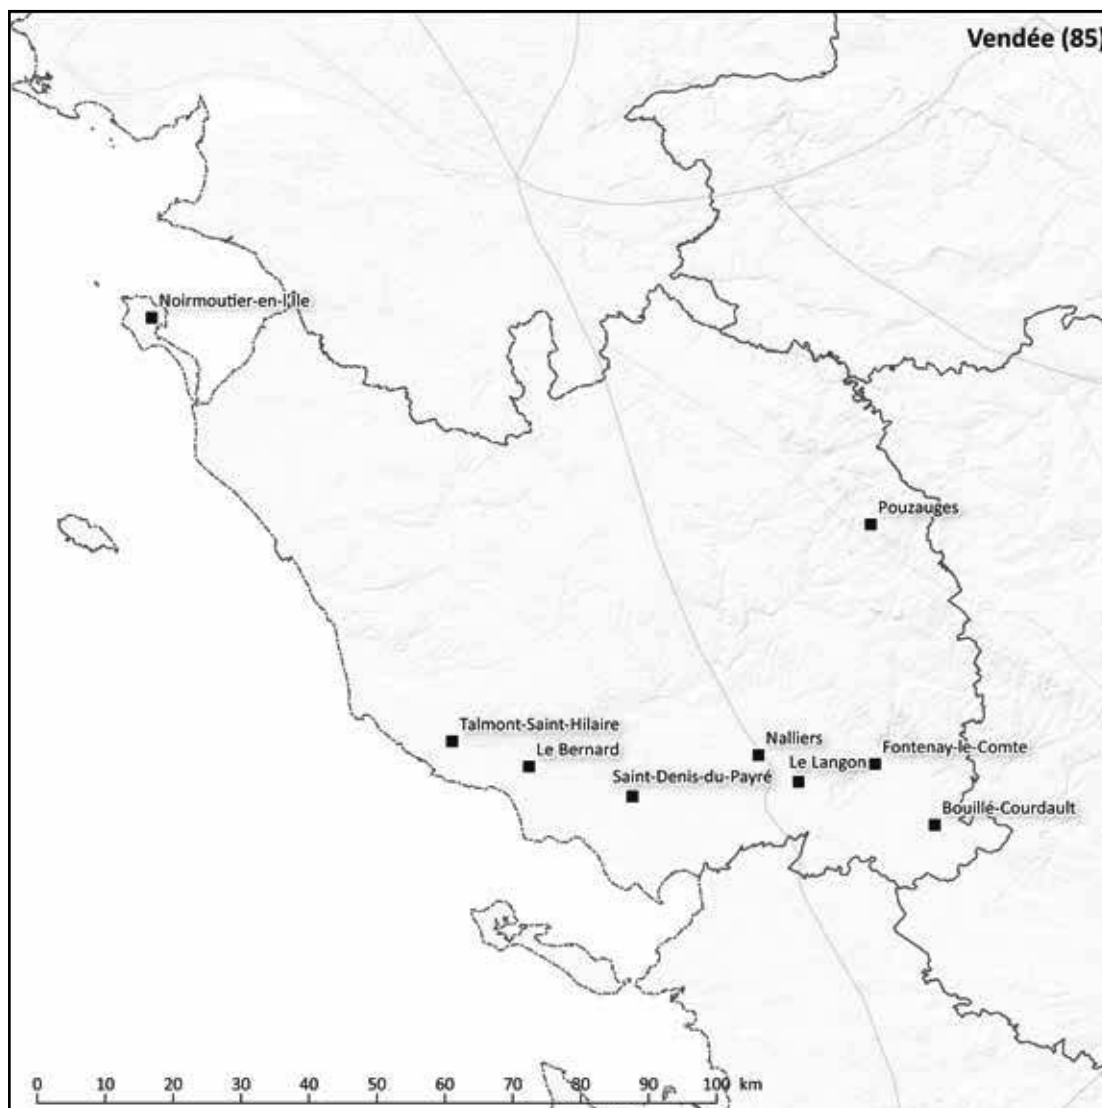 Vendée (85)
Noirmoutier-en-l'Île
Pouzauges
Talmont-Saint-Hilaire
Le Bernard
Nalliers
Fontenay-le-Comte
Le Langon
Saint-Denis-du-Payré
Bouillé-Courdault
0 10 20 30 40 50 60 70 80 90 100 km